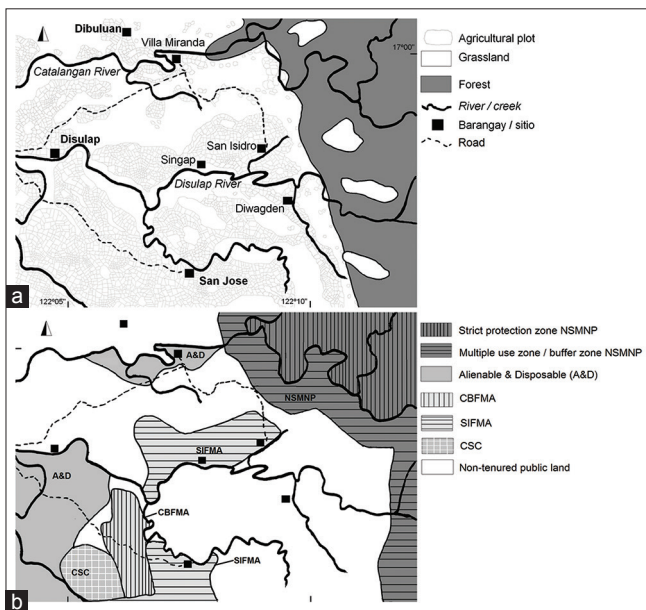 Dibuluan
Villa Miranda
Catalangan River
Disulap
San Isidro
Singap
Disulap River
Diwagden
San Jose
17°00'
a
122°05'
122°10'
Agricultural plot
Grassland
Forest
River / creek
Barangay / sitio
Road
A&D
NSMNP
SIFMA
A&D
CBFMA
CSC
SIFMA
b
Strict protection zone NSMNP
Multiple use zone / buffer zone NSMNP
Alienable & Disposable (A&D)
CBFMA
SIFMA
CSC
Non-tenured public land